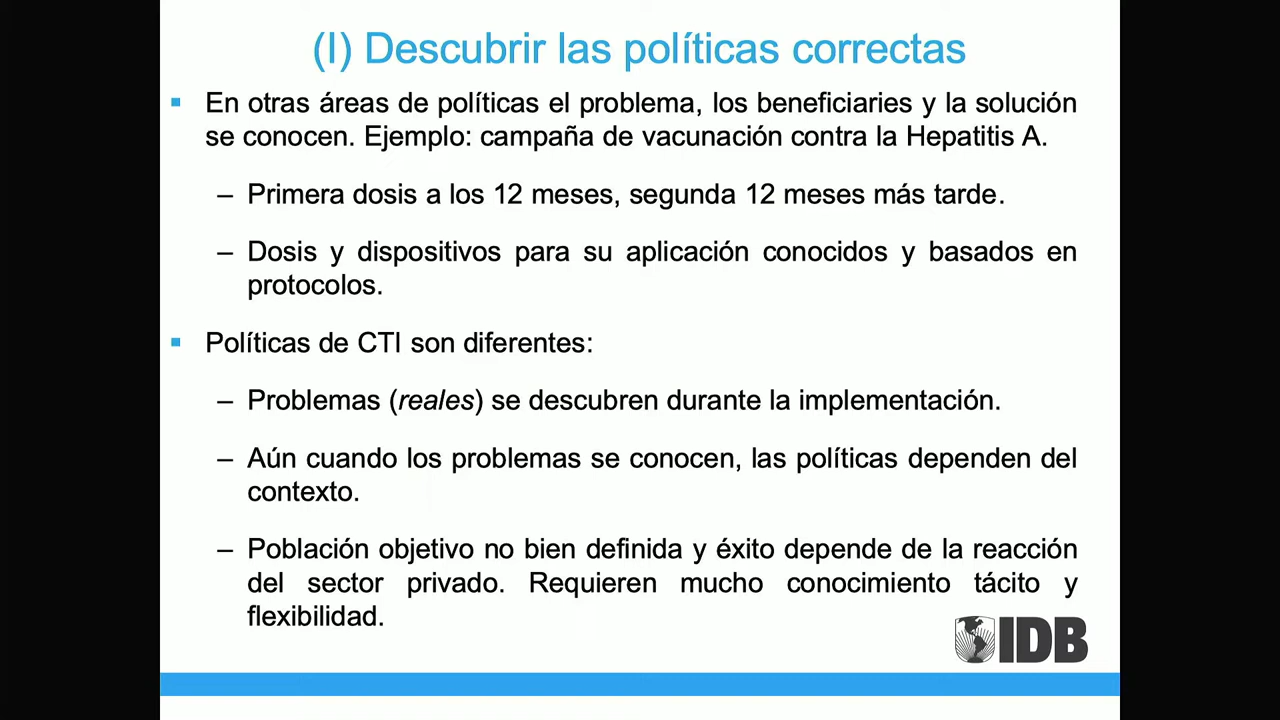 (I) Descubrir las políticas correctas
▪ En otras áreas de políticas el problema, los beneficiaries y la solución
se conocen. Ejemplo: campaña de vacunación contra la Hepatitis A.
– Primera dosis a los 12 meses, segunda 12 meses más tarde.
– Dosis y dispositivos para su aplicación conocidos y basados en
protocolos.
▪ Políticas de CTI son diferentes:
– Problemas (reales) se descubren durante la implementación.
– Aún cuando los problemas se conocen, las políticas dependen del
contexto.
– Población objetivo no bien definida y éxito depende de la reacción
del sector privado. Requieren mucho conocimiento tácito y
flexibilidad.
IDB